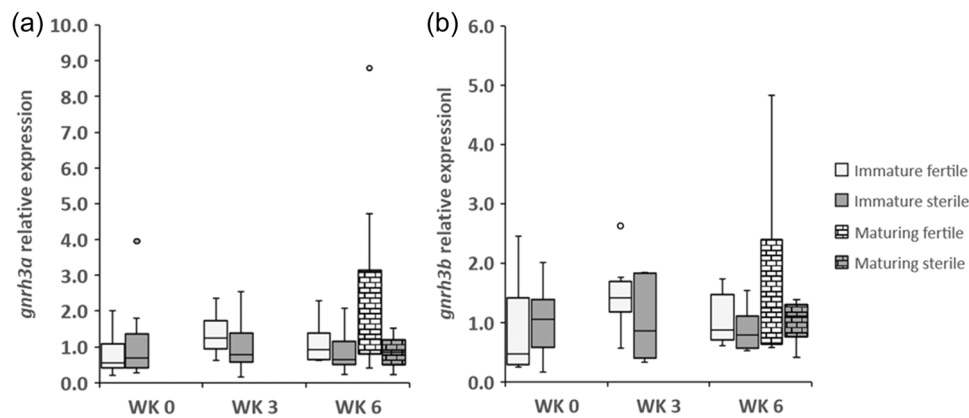 (a)
gnrh3a relative expression
10.0
9.0
8.0
7.0
6.0
5.0
4.0
3.0
2.0
1.0
0.0
WK 0 WK 3 WK 6
(b)
gnrh3b relative expressionl
6.0
5.0
4.0
3.0
2.0
1.0
0.0
WK 0 WK 3 WK 6
Immature fertile
Immature sterile
Maturing fertile
Maturing sterile